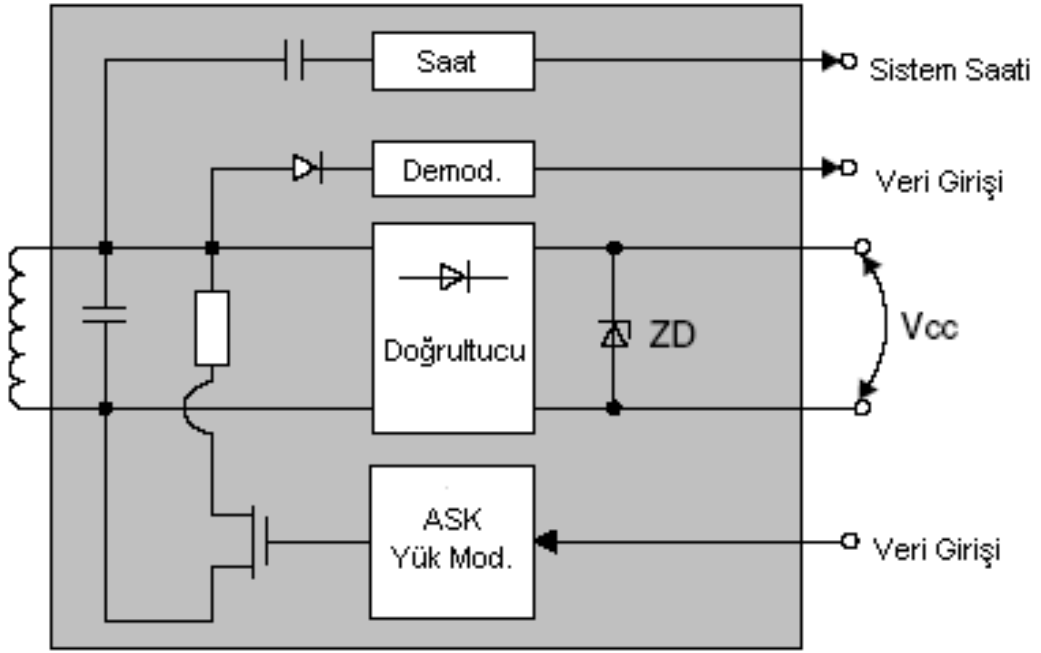 Saat
Sistem Saati
Demod.
Veri Girişi
Doğrultucu
ZD
Vcc
ASK
Yük Mod.
Veri Girişi